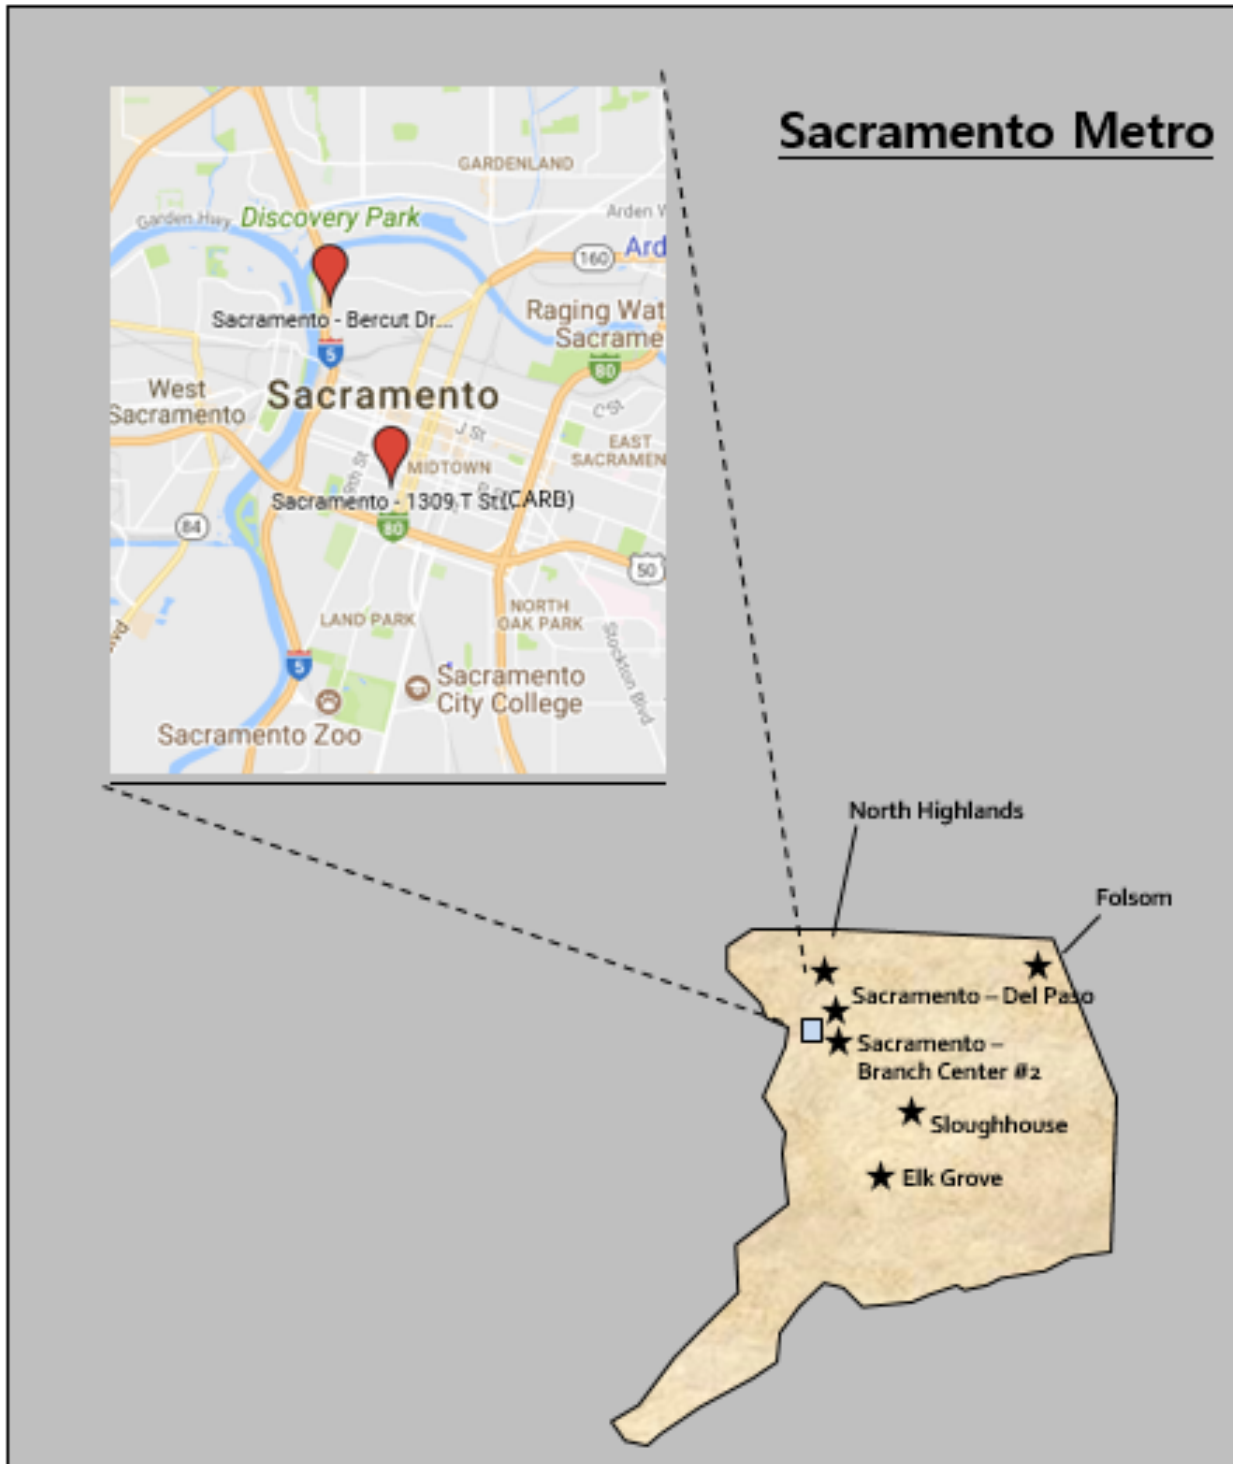 Sacramento Metro
GARDENLAND
Garden Hwy
Discovery Park
Arden W
Ard
160
Sacramento - Bercut Dr...
Raging Wat
Sacrame
5
80
West
Sacramento
Sacramento
C St
J St
EAST
SACRAMEN
9th St
MIDTOWN
Sacramento - 1309 T St..(CARB)
84
80
50
LAND PARK
NORTH
OAK PARK
Stockton Blvd
lvd
5
Sacramento
City College
Sacramento Zoo
North Highlands
Folsom
Sacramento – Del Paso
Sacramento –
Branch Center #2
Sloughhouse
Elk Grove